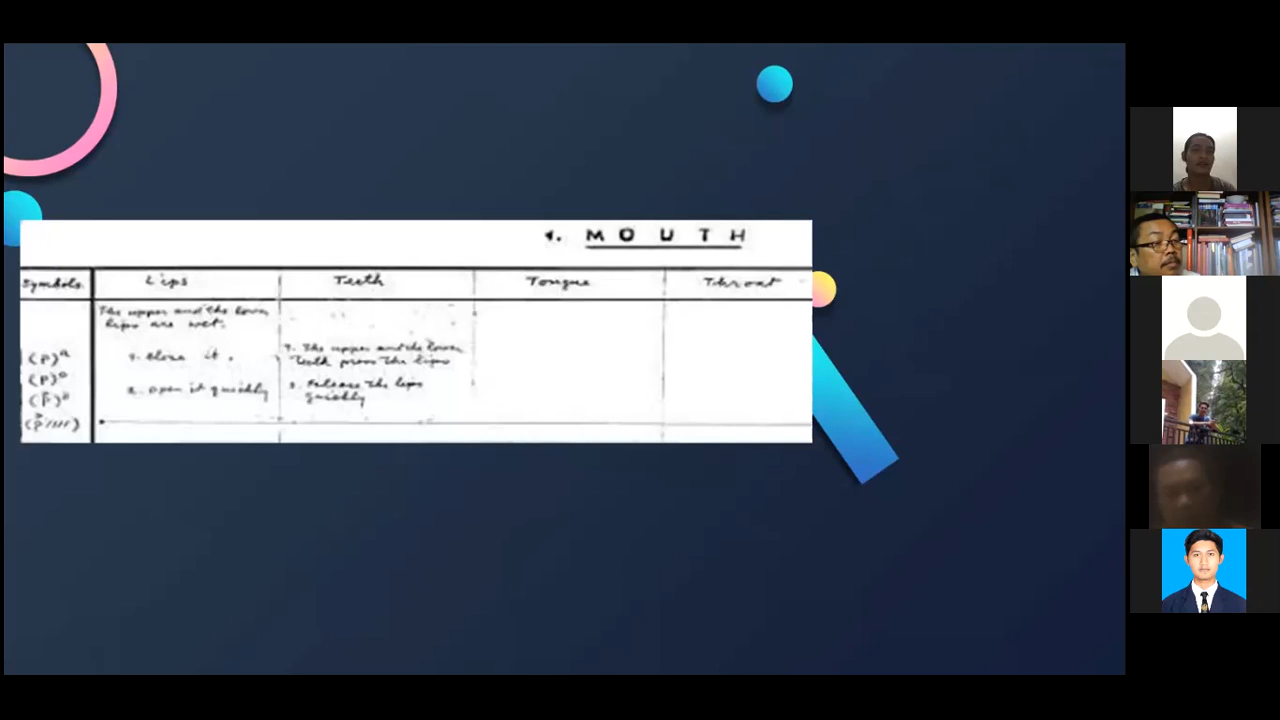 1. MOUTH
Symbols. Lips Teeth Tongue Throat
The upper and the lower
lips are wet.
1. The upper and the lower
(P)a 1. Close it. Teeth press the lips
(P)o
2. open it quickly 2. release the lips
quickly